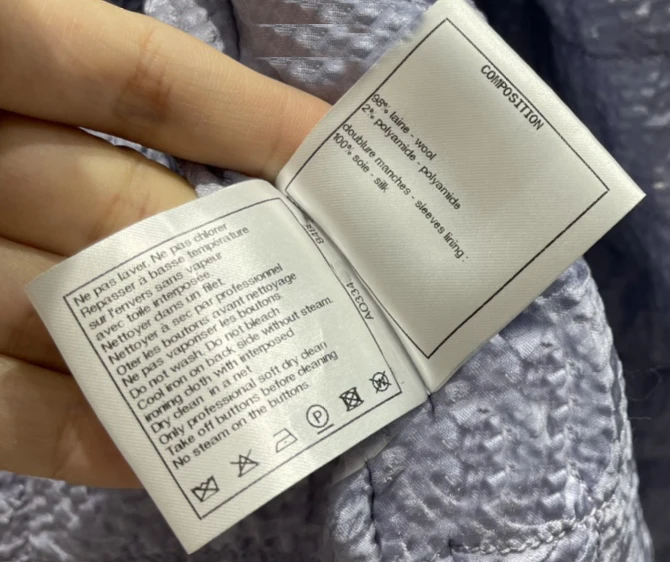 Ne pas laver. Ne pas chlorer
Repasser à basse température
sur l'envers sans vapeur
avec toile interposée.
Nettoyer dans un filet.
Nettoyer à sec par professionnel
Oter les boutons avant nettoyage
Ne pas vaporiser les boutons.
Do not wash. Do not bleach
Cool iron on back side without steam.
ironing cloth with interposed
Dry clean in a net
Only professional soft dry clean
Take off buttons before cleaning
No steam on the buttons
P
AO334
COMPOSITION
98% laine - wool
2% polyamide - polyamide
doublure manches - sleeves lining :
100% soie - silk